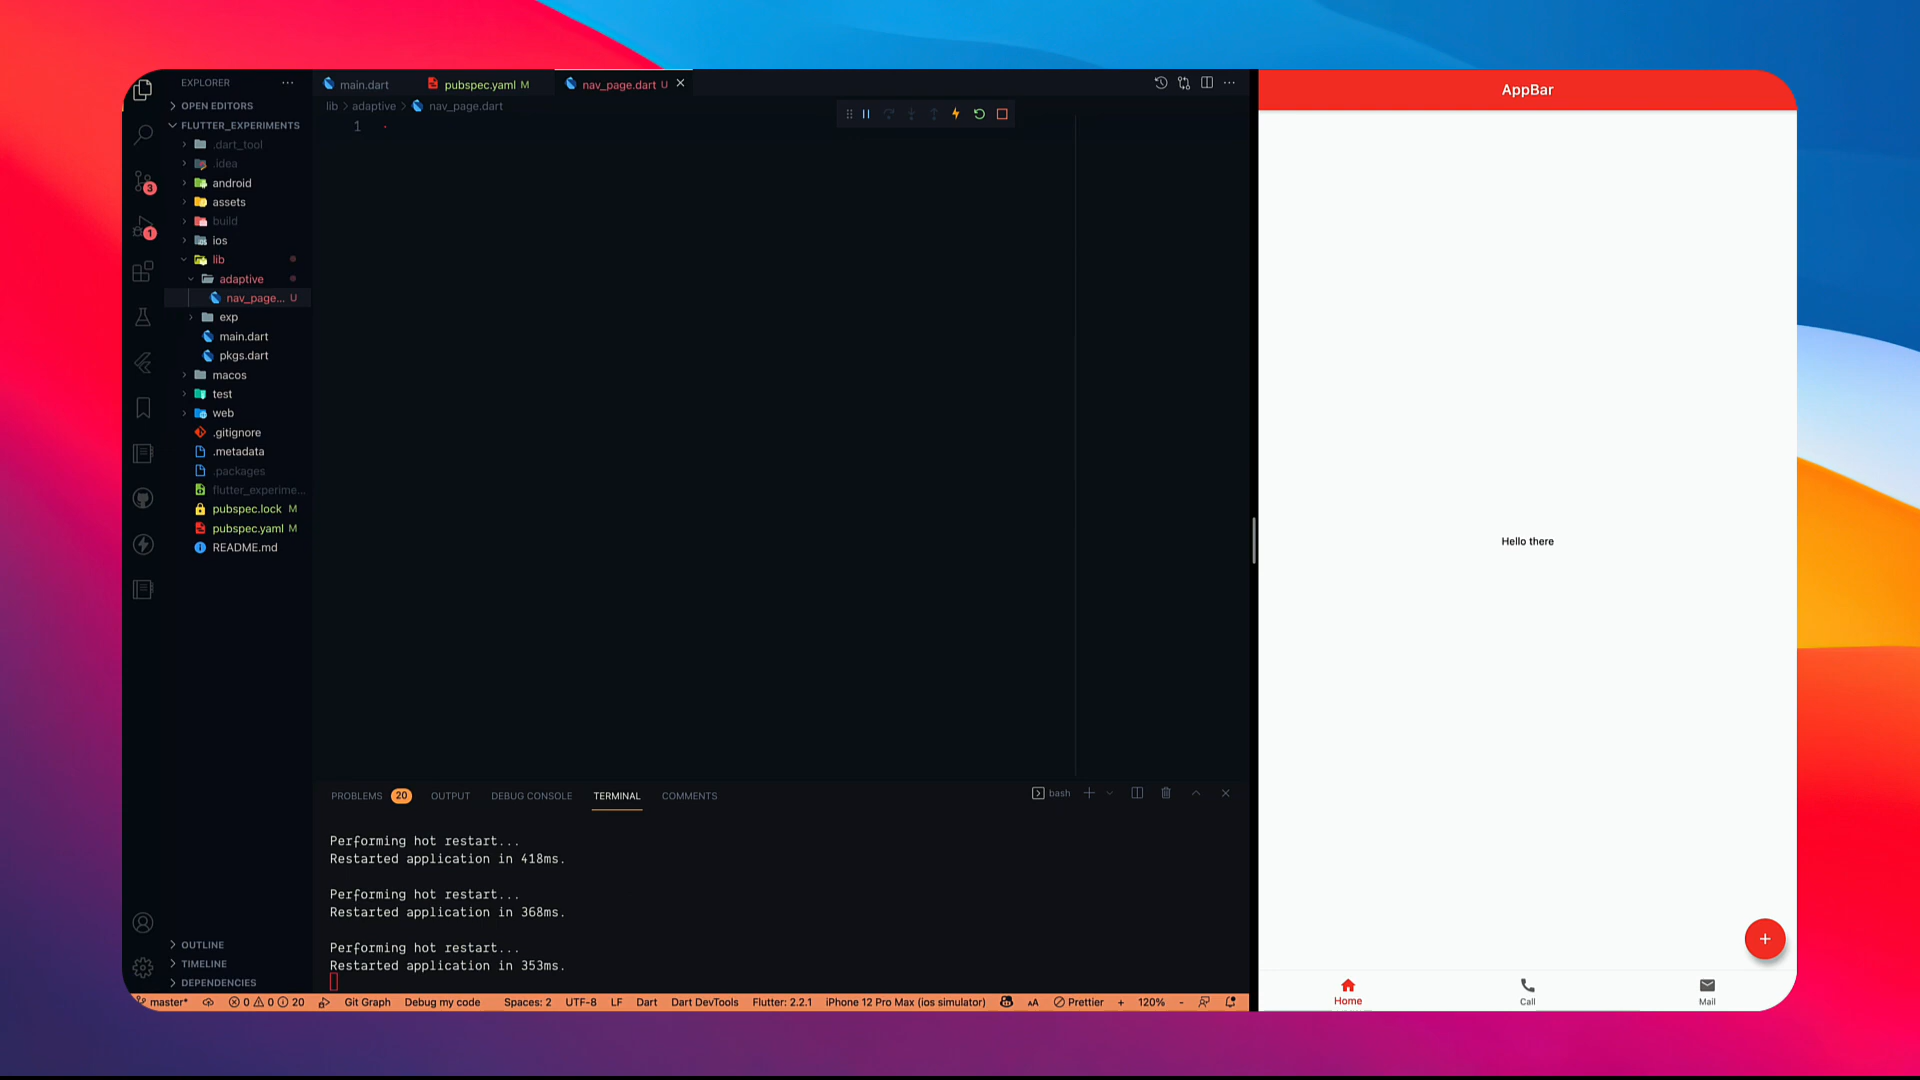 EXPLORER
OPEN EDITORS
FLUTTER_EXPERIMENTS
.dart_tool
.idea
android
assets
build
ios
lib
adaptive
nav_page... U
exp
main.dart
pkgs.dart
macos
test
web
.gitignore
.metadata
.packages
flutter_experime...
pubspec.lock M
pubspec.yaml M
README.md
OUTLINE
TIMELINE
DEPENDENCIES
3
1
main.dart
pubspec.yaml M
nav_page.dart U
lib > adaptive > nav_page.dart
1
PROBLEMS 20 OUTPUT DEBUG CONSOLE TERMINAL COMMENTS
bash
Performing hot restart...
Restarted application in 418ms.
Performing hot restart...
Restarted application in 368ms.
Performing hot restart...
Restarted application in 353ms.
master* 0 0 20 Git Graph Debug my code Spaces: 2 UTF-8 LF Dart Dart DevTools Flutter: 2.2.1 iPhone 12 Pro Max (ios simulator) AA Prettier + 120% -
AppBar
Hello there
+
Home Call Mail